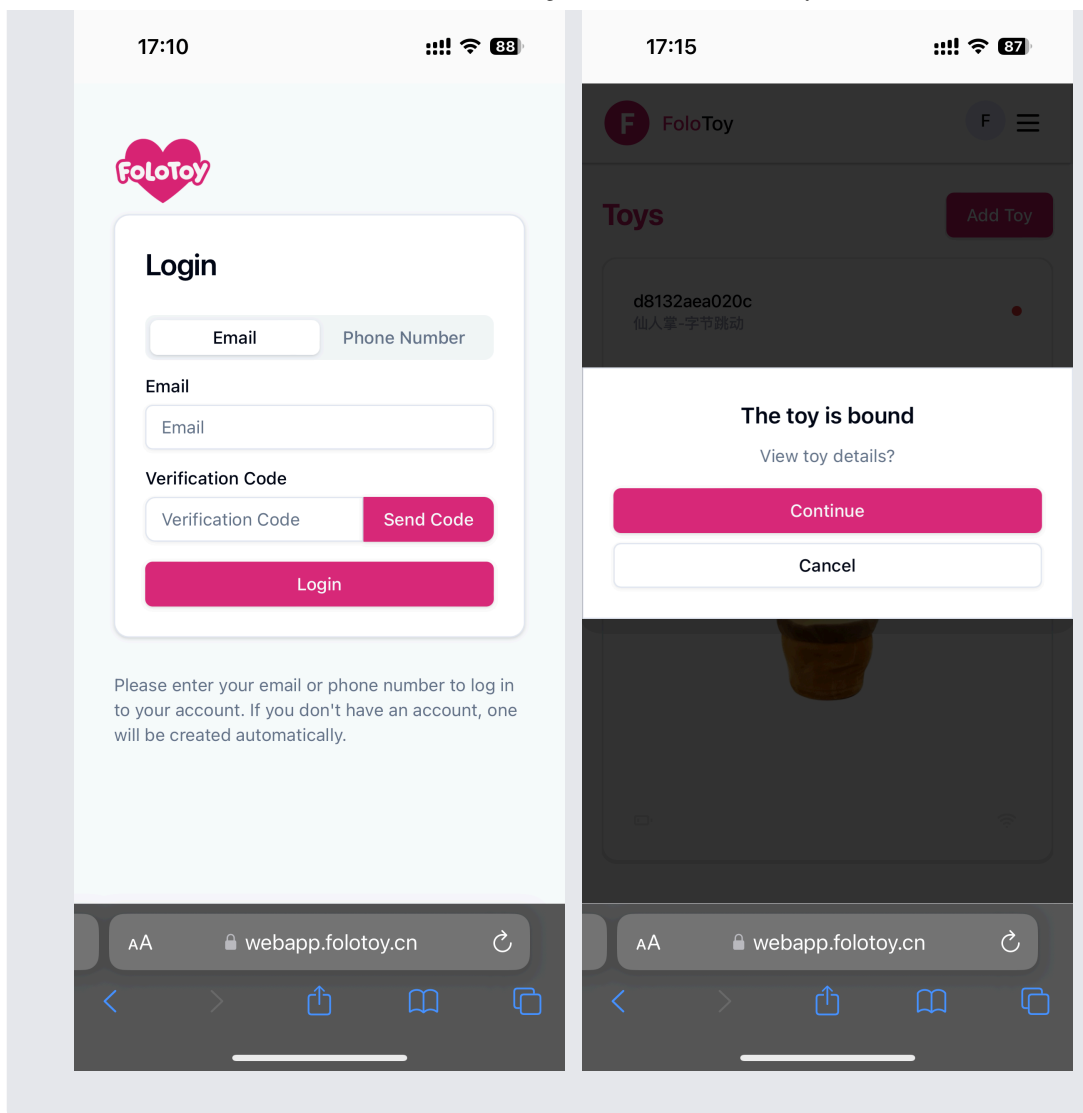 17:10
88
FOLOTOY
Login
Email
Phone Number
Email
Email
Verification Code
Verification Code
Send Code
Login
Please enter your email or phone number to log in
to your account. If you don't have an account, one
will be created automatically.
AA
webapp.folotoy.cn
17:15
87
F
FoloToy
F
Toys
Add Toy
d8132aea020c
仙人掌-字节跳动
The toy is bound
View toy details?
Continue
Cancel
AA
webapp.folotoy.cn